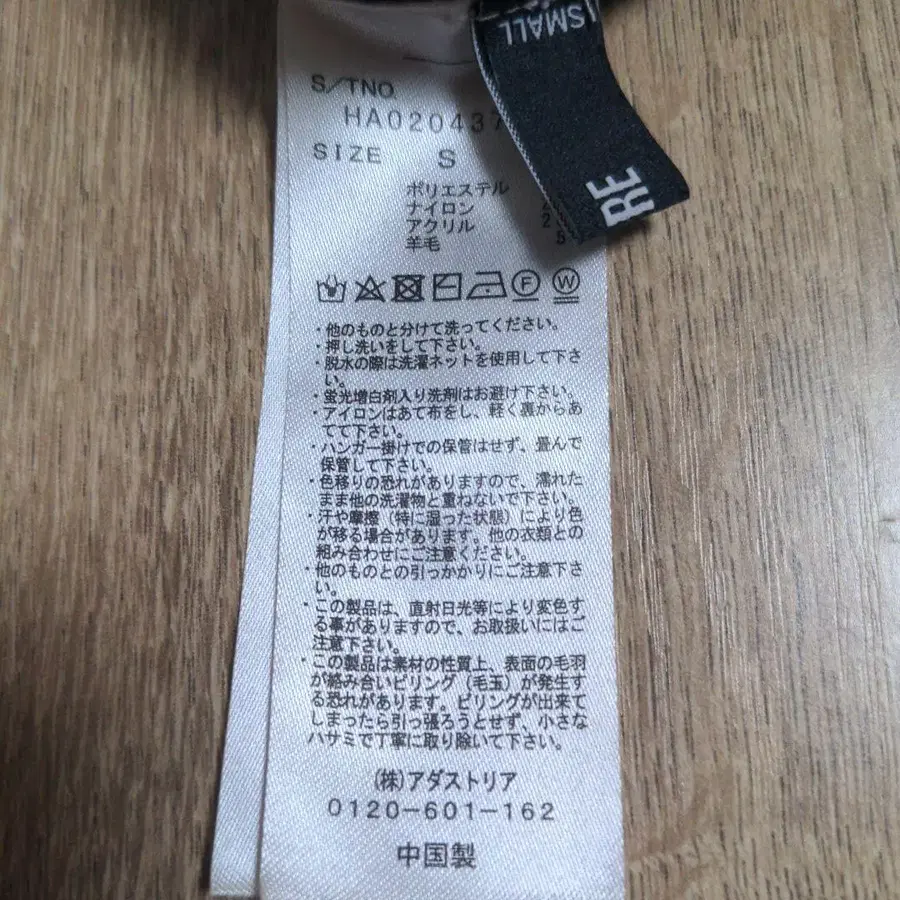 SMALL
RE
S/TNO.
HA020437
SIZE S
ポリエステル
ナイロン
アクリル 2
羊毛 5
F W
・他のものと分けて洗ってください。
・押し洗いをして下さい。
・脱水の際は洗濯ネットを使用して下さ
い。
・蛍光増白剤入り洗剤はお避け下さい。
・アイロンはあて布をし、軽く裏からあ
てて下さい。
・ハンガー掛けでの保管はせず、畳んで
保管して下さい。
・色移りの恐れがありますので、濡れた
まま他の洗濯物と重ねないで下さい。
・汗や摩擦（特に湿った状態）により色
が移る場合があります。他の衣類との
組み合わせにご注意ください。
・他のものとの引っかかりにご注意下さ
い。
・この製品は、直射日光等により変色す
る事がありますので、お取扱いにはご
注意下さい。
・この製品は素材の性質上、表面の毛羽
が絡み合いピリング（毛玉）が発生す
る恐れがあります。ピリングが出来て
しまったら引っ張ろうとせず、小さな
ハサミで丁寧に取り除いて下さい。
(株)アダストリア
0120-601-162
中国製